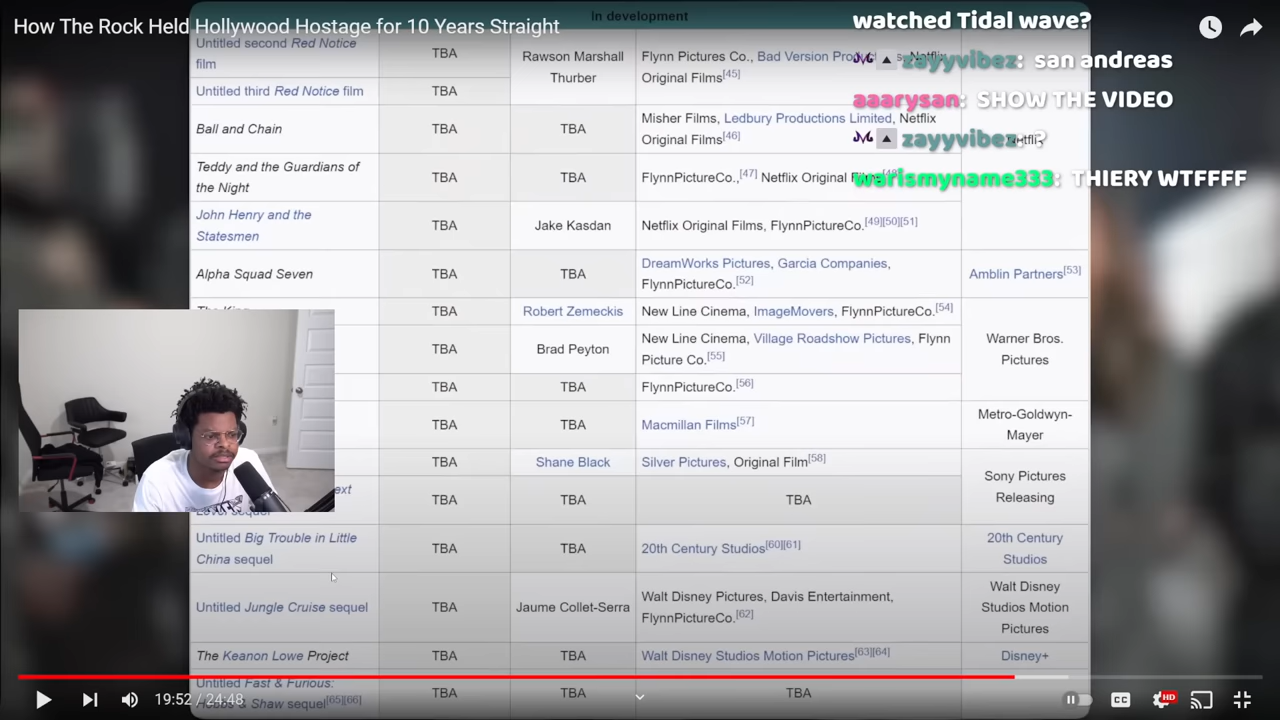 How The Rock Held Hollywood Hostage for 10 Years Straight
in development
watched Tidal wave?
zayyvibez: san andreas
aaarysan: SHOW THE VIDEO
zayyvibez: ?
warismyname333: THIERY WTFFFF
Untitled second Red Notice
film
TBA
Rawson Marshall
Thurber
Flynn Pictures Co., Bad Version
Original Films[45]
Untitled third Red Notice film
TBA
Ball and Chain
TBA
TBA
Misher Films, Ledbury Productions Limited, Netflix
Original Films[46]
Teddy and the Guardians of
the Night
TBA
TBA
FlynnPictureCo.,[47] Netflix Original
John Henry and the
Statesmen
TBA
Jake Kasdan
Netflix Original Films, FlynnPictureCo.[49][50][51]
Alpha Squad Seven
TBA
TBA
DreamWorks Pictures, Garcia Companies,
FlynnPictureCo.[52]
Amblin Partners[53]
TBA
Robert Zemeckis
New Line Cinema, ImageMovers, FlynnPictureCo.[54]
Warner Bros.
Pictures
TBA
Brad Peyton
New Line Cinema, Village Roadshow Pictures, Flynn
Picture Co.[55]
TBA
TBA
FlynnPictureCo.[56]
TBA
TBA
Macmillan Films[57]
Metro-Goldwyn-
Mayer
TBA
Shane Black
Silver Pictures, Original Film[58]
Sony Pictures
Releasing
TBA
TBA
TBA
Untitled Big Trouble in Little
China sequel
TBA
TBA
20th Century Studios[60][61]
20th Century
Studios
Untitled Jungle Cruise sequel
TBA
Jaume Collet-Serra
Walt Disney Pictures, Davis Entertainment,
FlynnPictureCo.[62]
Walt Disney
Studios Motion
Pictures
The Keanon Lowe Project
TBA
TBA
Walt Disney Studios Motion Pictures[63][64]
Disney+
Untitled Fast & Furious:
Hobbs & Shaw sequel[65][66]
TBA
TBA
TBA
19:52 / 24:48
CC
HD